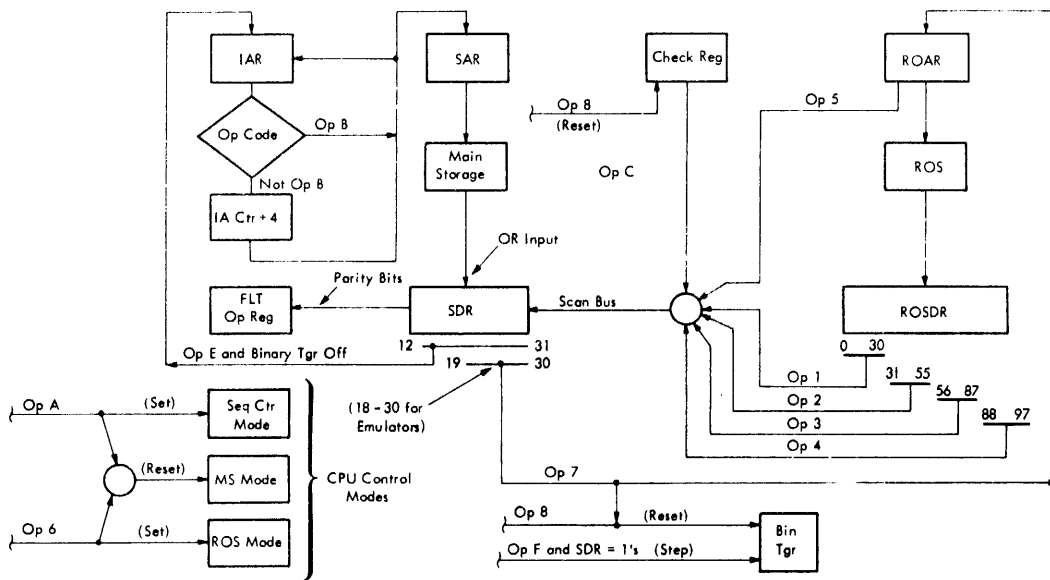 IAR
SAR
Check Reg
ROAR
Op 5
Op 8
(Reset)
Op Code
Op B
Main
Storage
Op C
ROS
Not Op B
IA Ctr + 4
OR Input
Parity Bits
FLT
Op Reg
SDR
Scan Bus
ROSDR
12 31
0 30
Op E and Binary Tgr Off
19 30
Op 1
31 55
Op 2
56 87
(18 - 30 for
Emulators)
Op 3
88 97
Op 4
Op A
(Set)
Seq Ctr
Mode
(Reset)
MS Mode
CPU Control
Modes
Op 7
Op 6
(Set)
ROS Mode
Op 8
(Reset)
Bin
Tgr
Op F and SDR = 1's (Step)